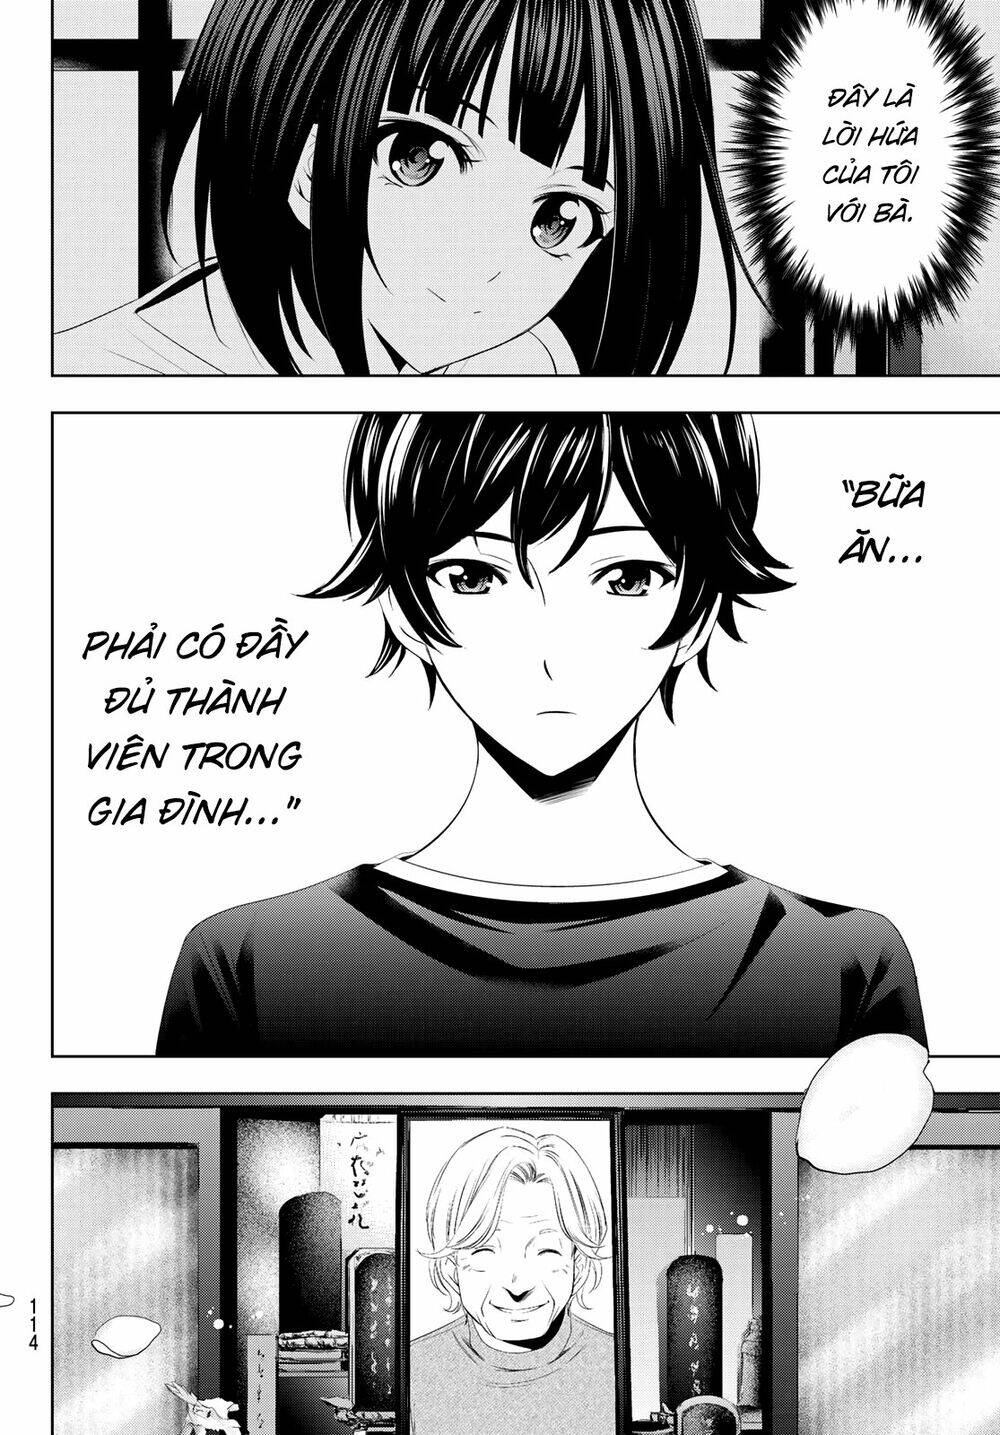 ĐÂY LÀ
LỜI HỨA
CỦA TÔI
VỚI BÀ.
"BỮA
ĂN...
PHẢI CÓ ĐẦY
ĐỦ THÀNH
VIÊN TRONG
GIA ĐÌNH..."
114